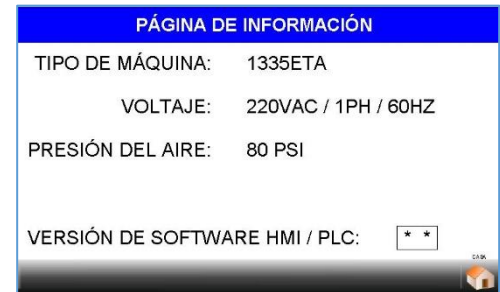 PÁGINA DE INFORMACIÓN
TIPO DE MÁQUINA: 1335ETA
VOLTAJE: 220VAC / 1PH / 60HZ
PRESIÓN DEL AIRE: 80 PSI
VERSIÓN DE SOFTWARE HMI / PLC: * *
CASA